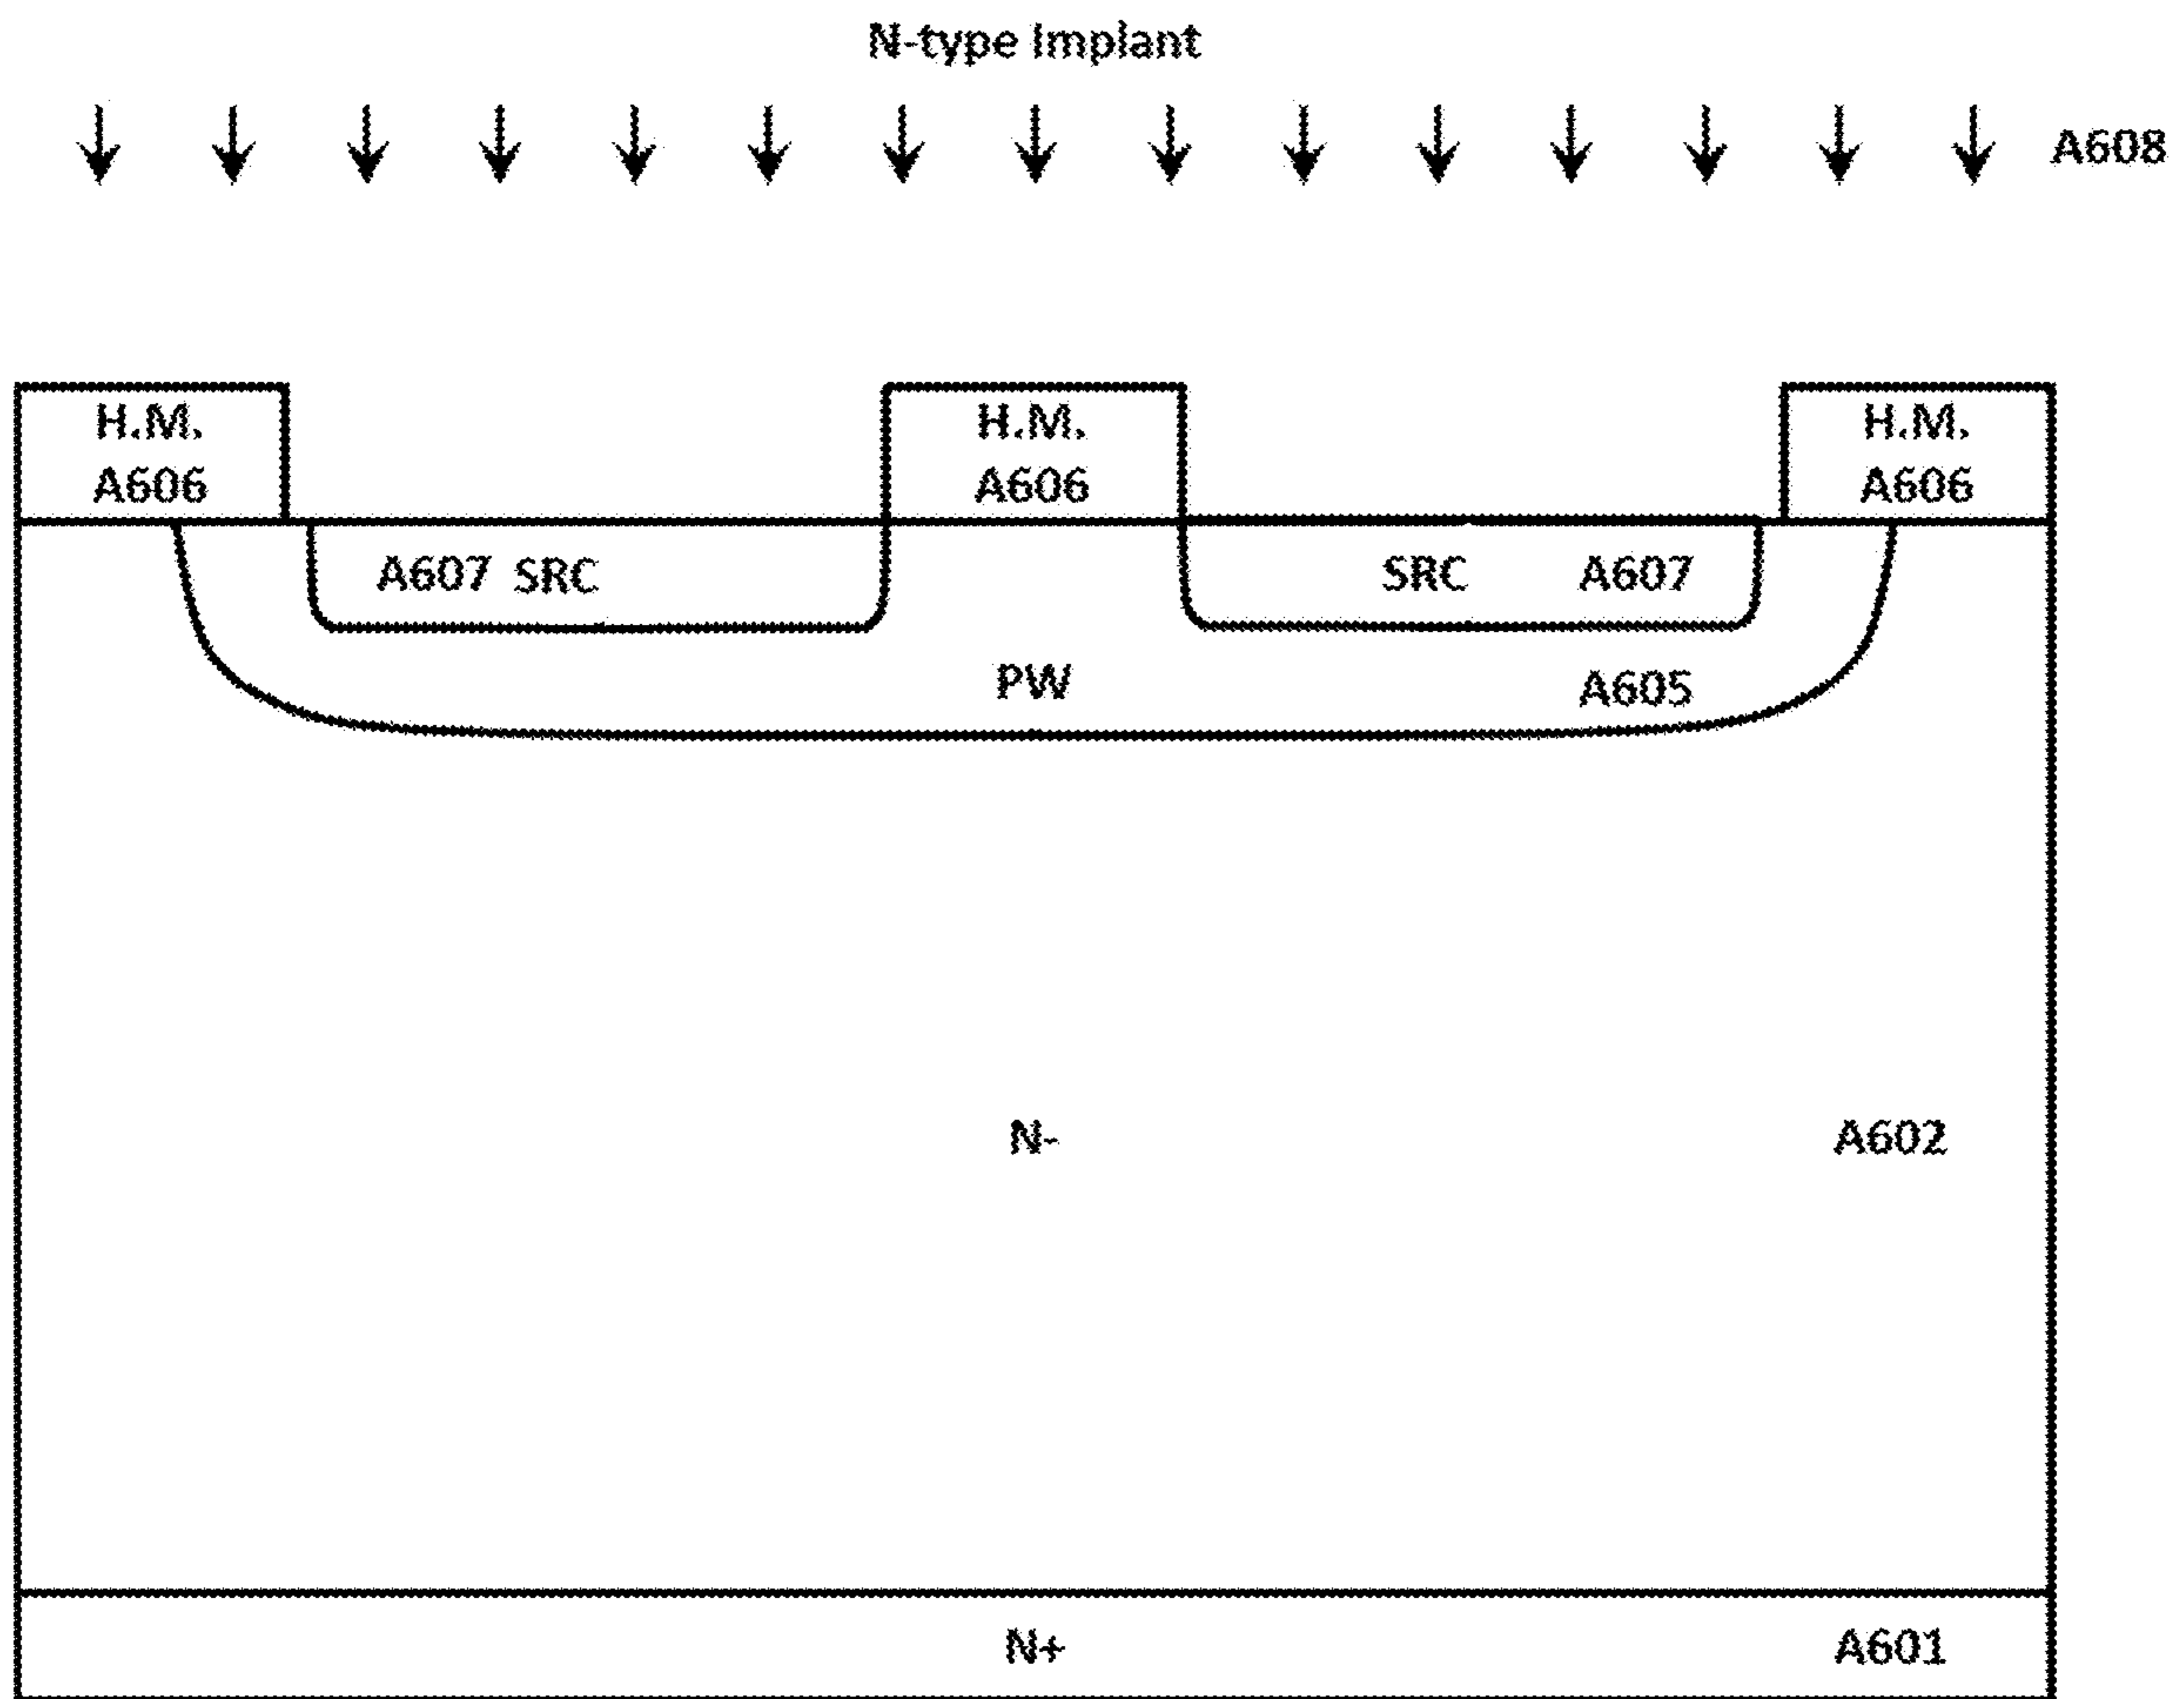 N-type Implant
A608
H.M. H.M. H.M.
A606 A606 A606
A607 SRC SRC A607
PW A605
N- A602
N+ A601